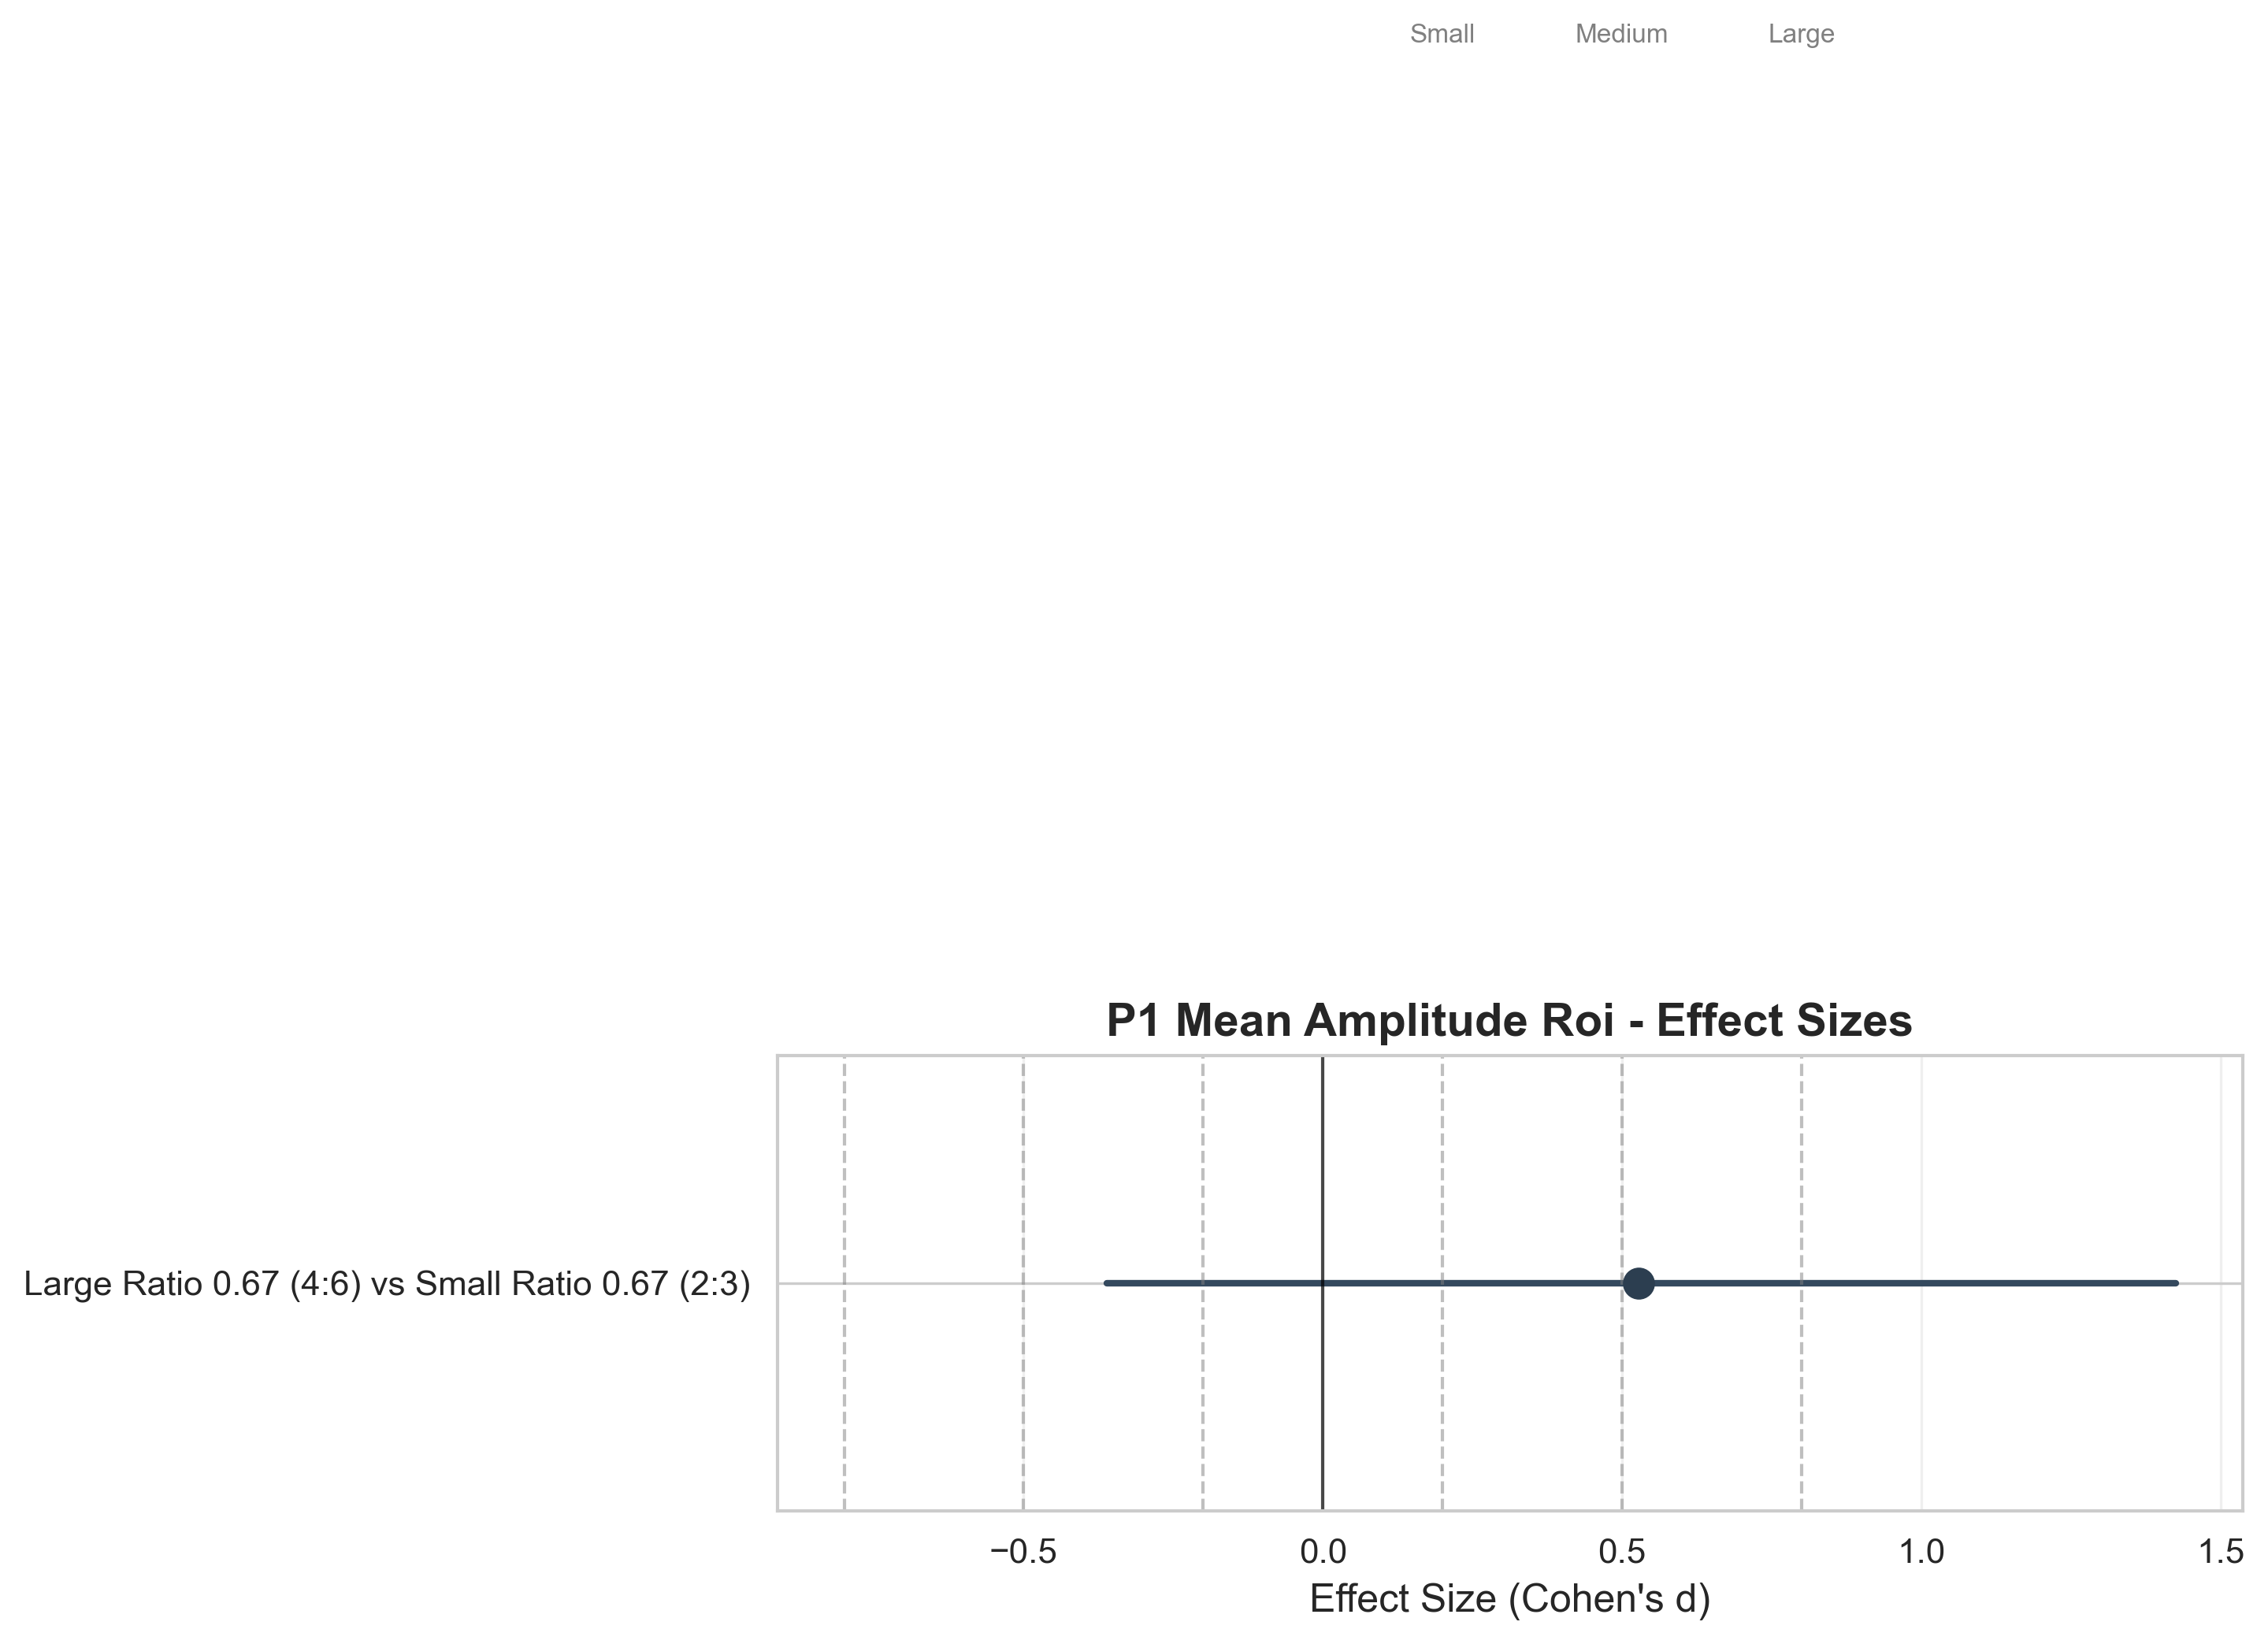 Small Medium Large
P1 Mean Amplitude Roi - Effect Sizes
Large Ratio 0.67 (4:6) vs Small Ratio 0.67 (2:3)
−0.5 0.0 0.5 1.0 1.5
Effect Size (Cohen's d)